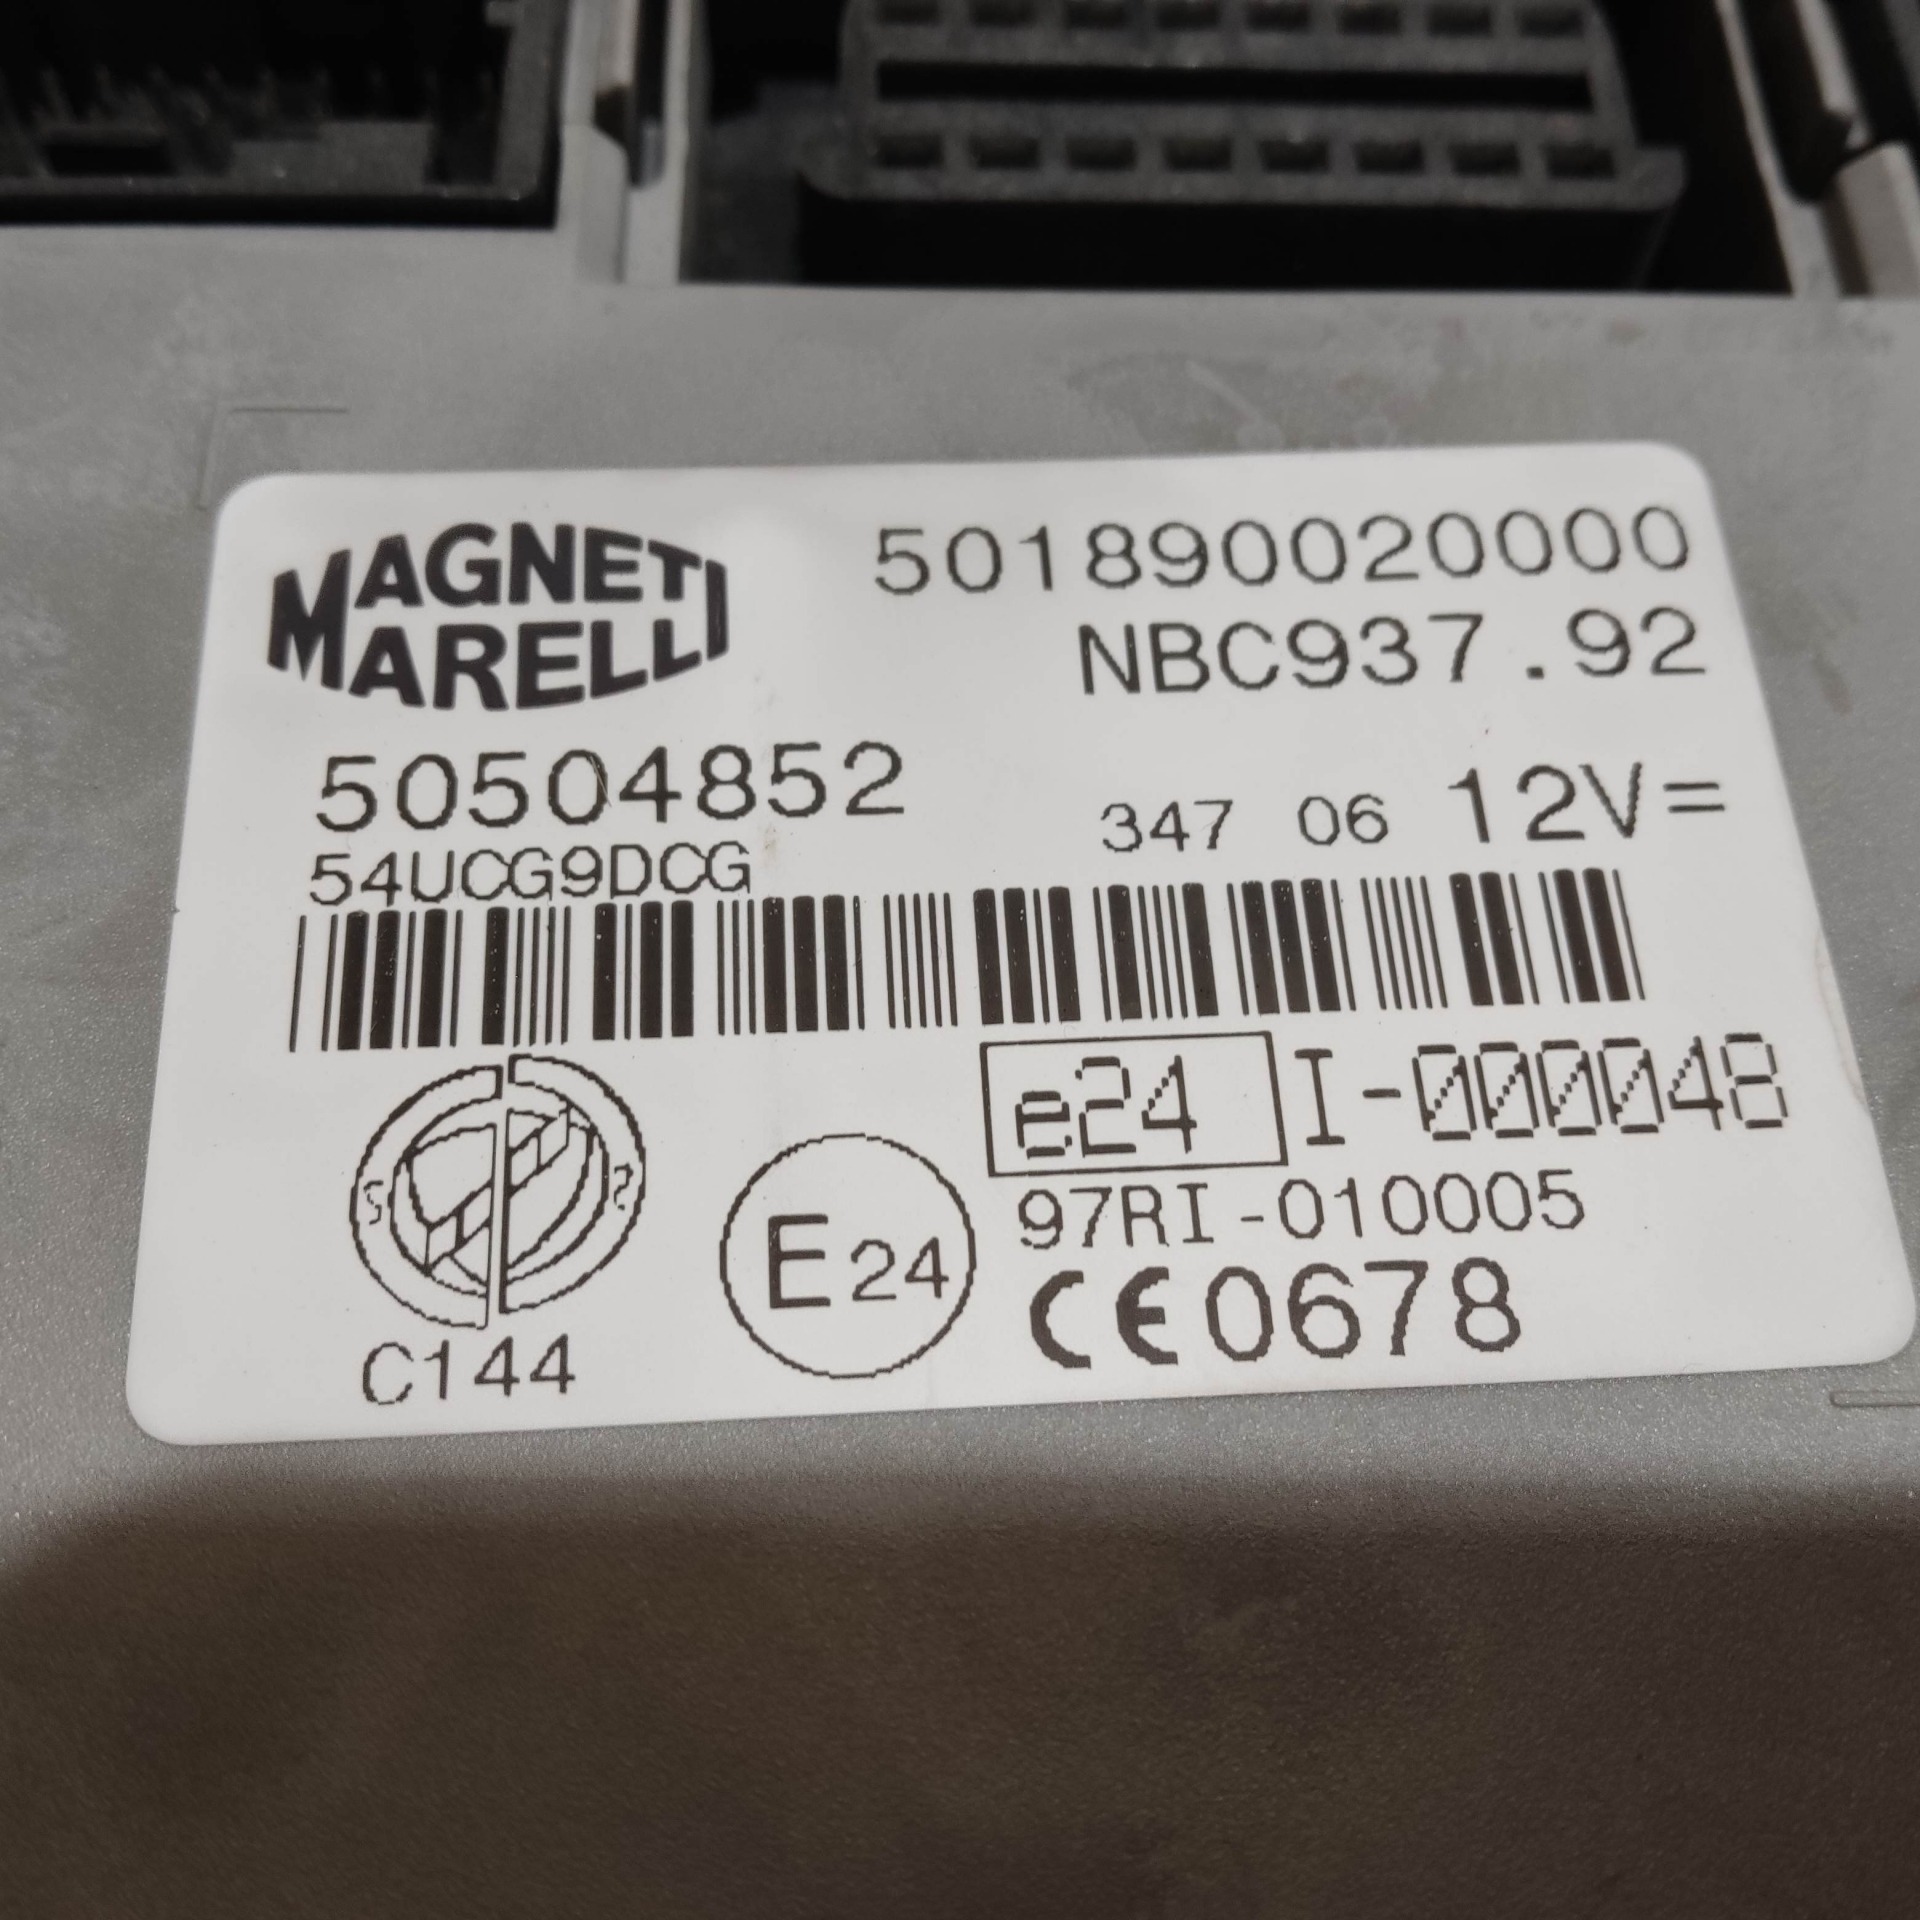 MAGNETI
MARELLI
501890020000
NBC937.92
50504852
347 06 12V=
54UCG9DCG
e24 I-000048
97RI-010005
E24
CE0678
C144